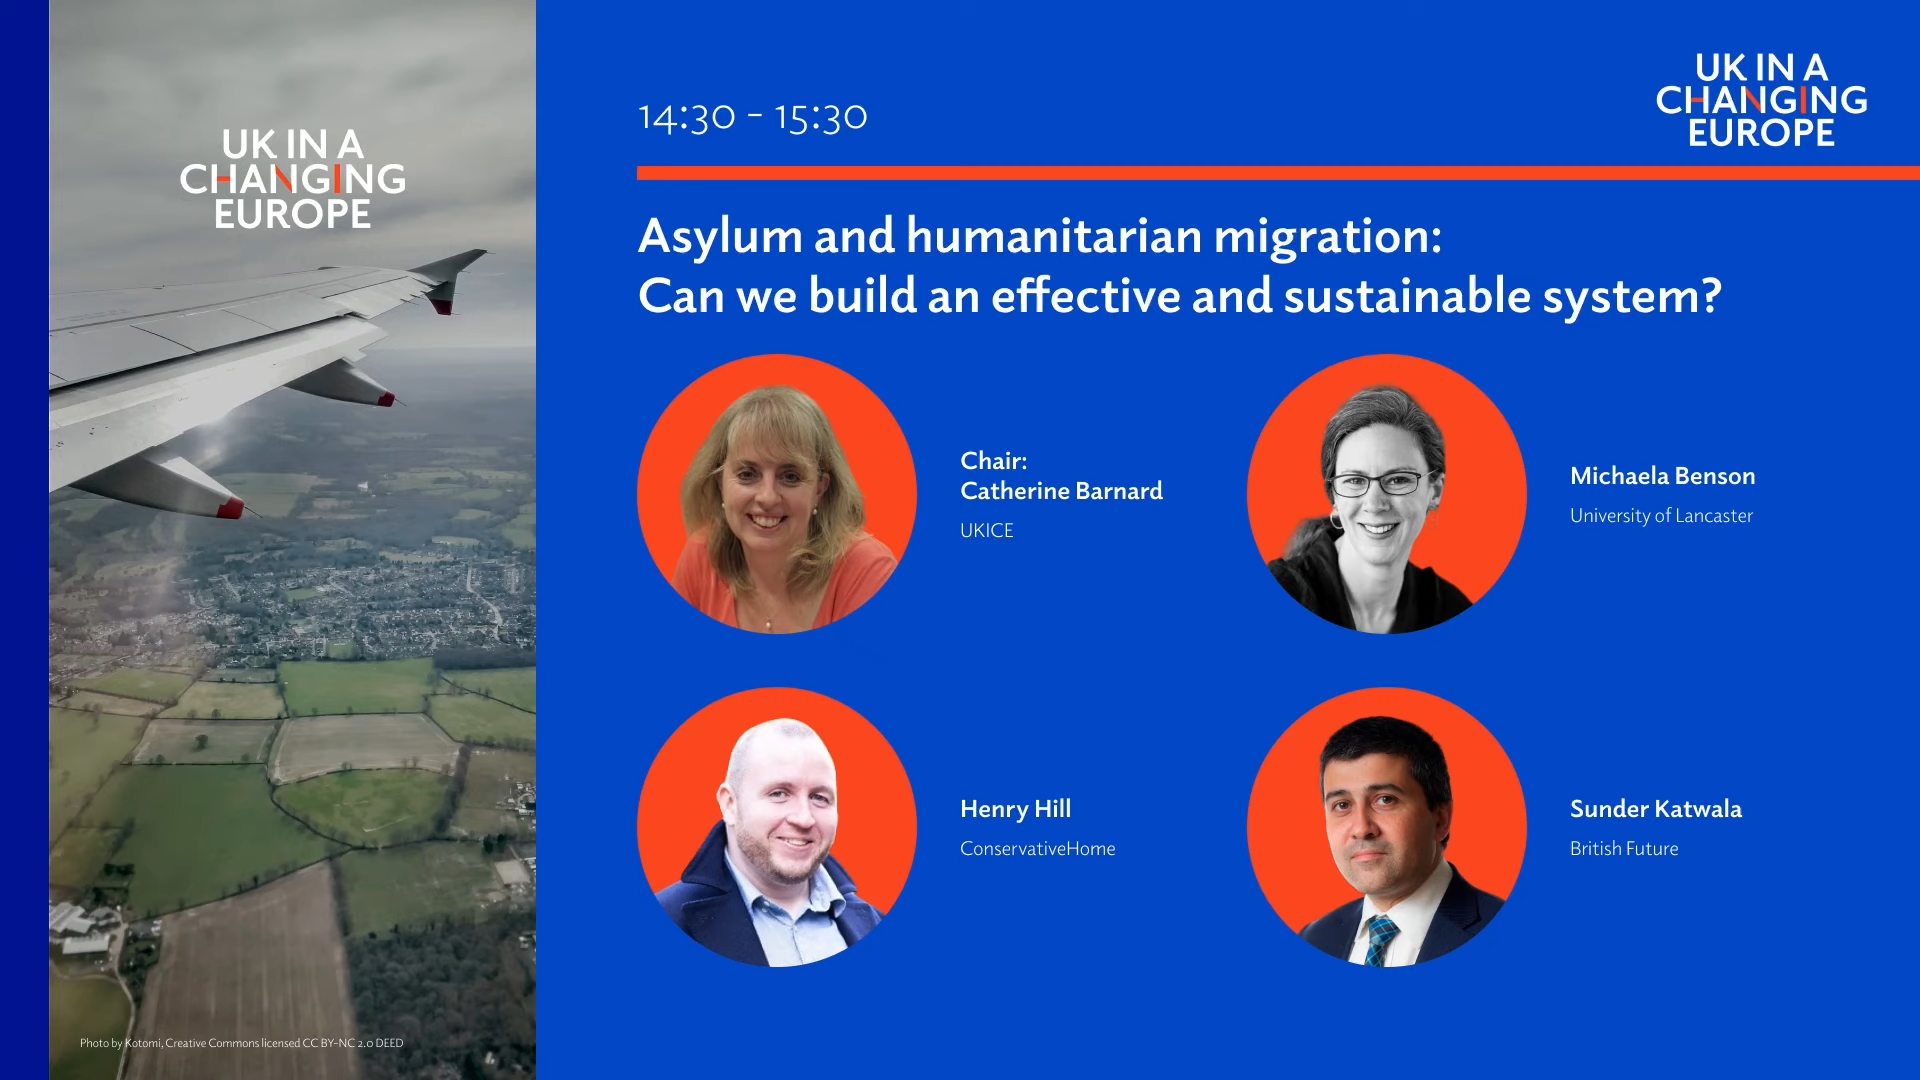 UK IN A
CHANGING
EUROPE
Photo by Kotomi, Creative Commons licensed CC BY-NC 2.0 DEED
14:30 - 15:30
UK IN A
CHANGING
EUROPE
Asylum and humanitarian migration:
Can we build an effective and sustainable system?
Chair:
Catherine Barnard
UKICE
Michaela Benson
University of Lancaster
Henry Hill
ConservativeHome
Sunder Katwala
British Future